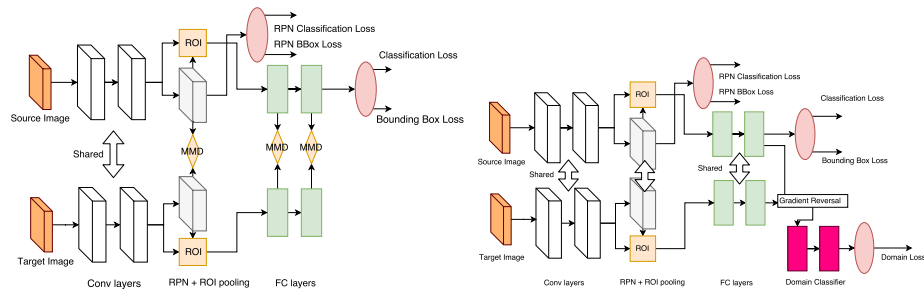 RPN Classification Loss
RPN BBox Loss
ROI
Classification Loss
Source Image
Bounding Box Loss
Shared
MMD
MMD
MMD
Target Image
ROI
Conv layers
RPN + ROI pooling
FC layers
RPN Classification Loss
RPN BBox Loss
ROI
Classification Loss
Source Image
Bounding Box Loss
Shared
Shared
Gradient Reversal
Target Image
ROI
Domain Loss
Conv layers
RPN + ROI pooling
FC layers
Domain Classifier